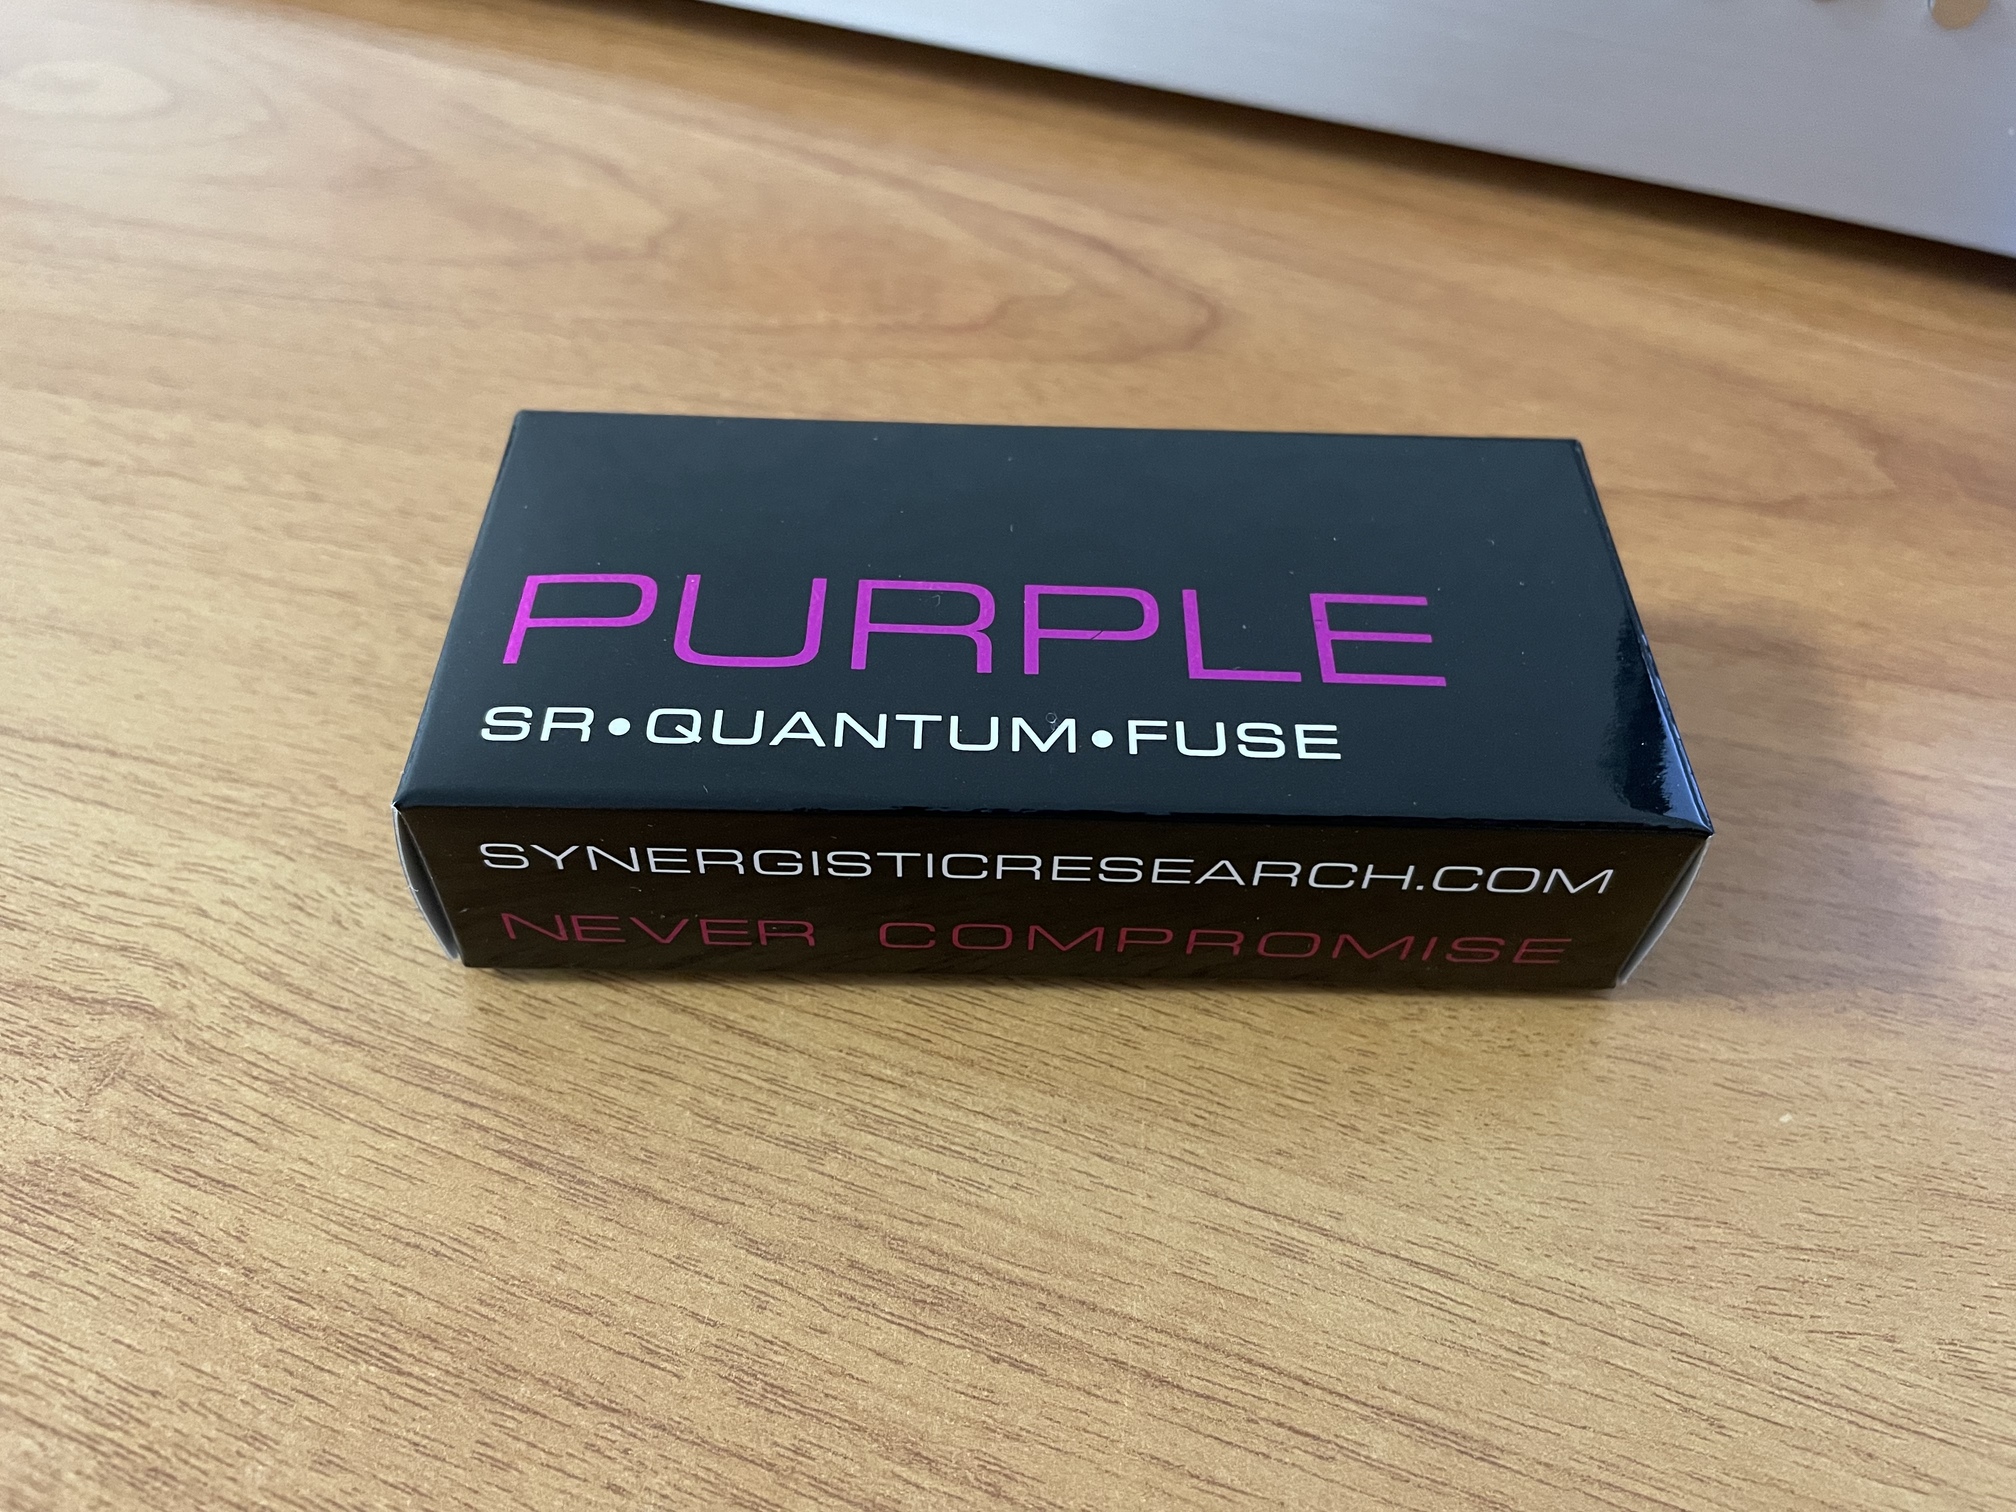 PURPLE
SR•QUANTUM•FUSE
SYNERGISTICRESEARCH.COM
NEVER COMPROMISE